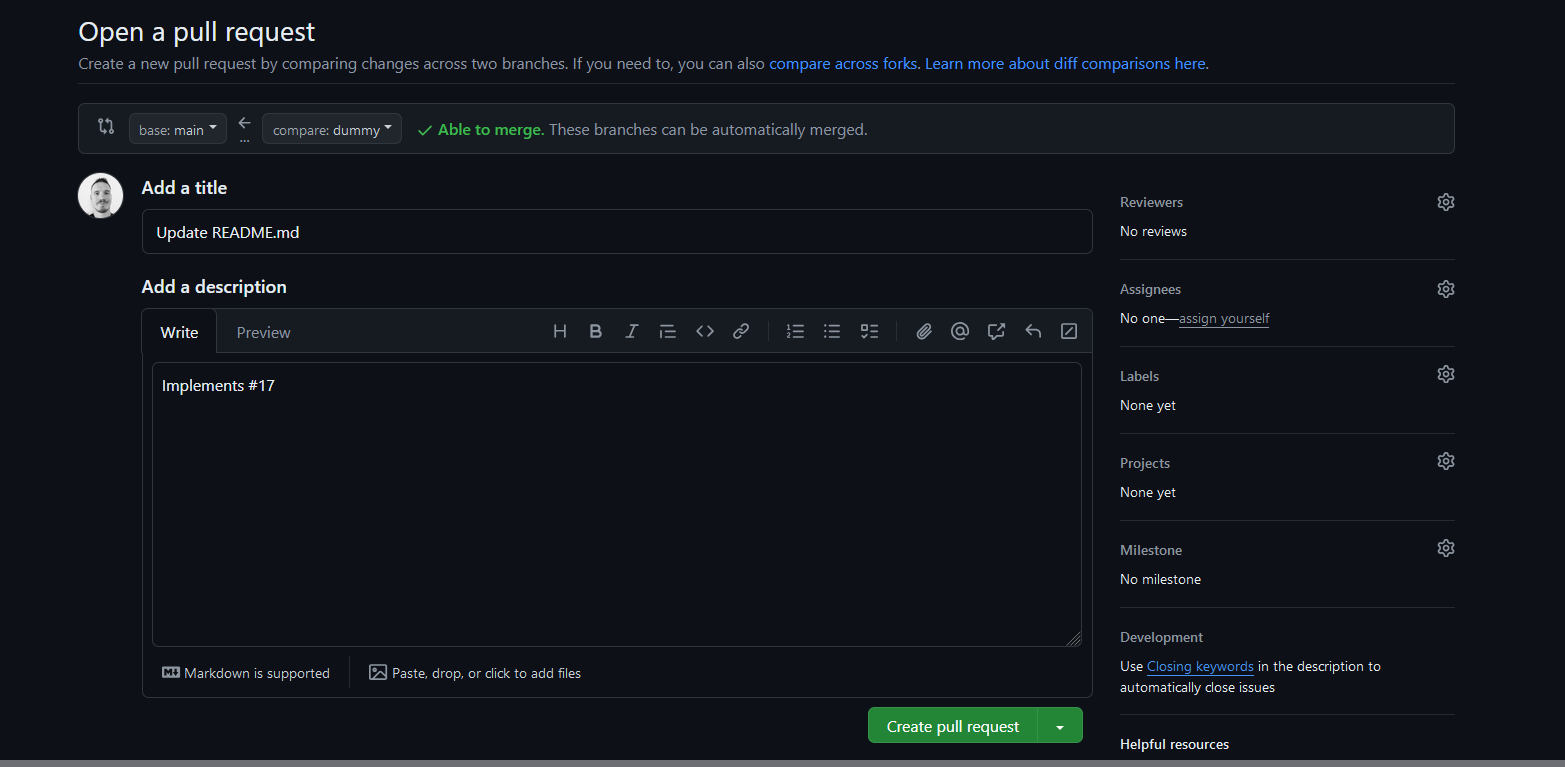 Open a pull request
Create a new pull request by comparing changes across two branches. If you need to, you can also compare across forks. Learn more about diff comparisons here.
base: main
...
compare: dummy
Able to merge. These branches can be automatically merged.
Add a title
Update README.md
Add a description
Write
Preview
Implements #17
Markdown is supported
Paste, drop, or click to add files
Create pull request
Reviewers
No reviews
Assignees
No one—assign yourself
Labels
None yet
Projects
None yet
Milestone
No milestone
Development
Use Closing keywords in the description to
automatically close issues
Helpful resources